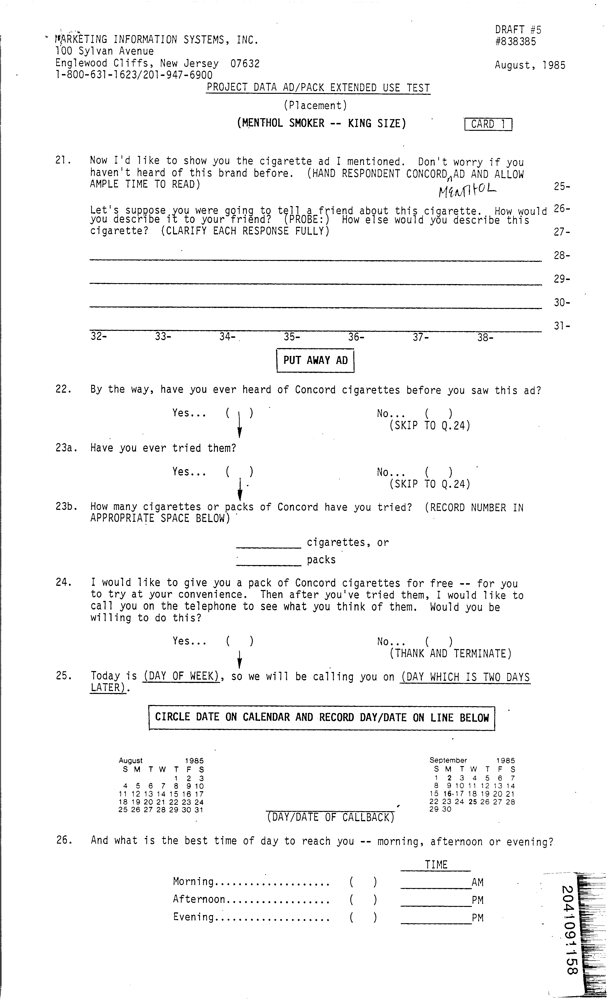 DRAFT #5
MARKETING INFORMATION SYSTEMS, INC. #838385
100 Sylvan Avenue
Englewood Cliffs, New Jersey 07632 August, 1985
1-800-631-1623/201-947-6900
PROJECT DATA AD/PACK EXTENDED USE TEST
(Placement)
(MENTHOL SMOKER -- KING SIZE) CARD 1
21. Now I'd like to show you the cigarette ad I mentioned. Don't worry if you
haven't heard of this brand before. (HAND RESPONDENT CONCORD AD AND ALLOW
AMPLE TIME TO READ) MENTHOL 25-
Let's suppose you were going to tell a friend about this cigarette. How would 26-
you describe it to your friend? (PROBE:) How else would you describe this
cigarette? (CLARIFY EACH RESPONSE FULLY) 27-
28-
29-
30-
31-
32- 33- 34- 35- 36- 37- 38-
PUT AWAY AD
22. By the way, have you ever heard of Concord cigarettes before you saw this ad?
Yes... ( ) No... ( )
(SKIP TO Q.24)
23a. Have you ever tried them?
Yes... ( ) No... ( )
(SKIP TO Q.24)
23b. How many cigarettes or packs of Concord have you tried? (RECORD NUMBER IN
APPROPRIATE SPACE BELOW)
cigarettes, or
packs
24. I would like to give you a pack of Concord cigarettes for free -- for you
to try at your convenience. Then after you've tried them, I would like to
call you on the telephone to see what you think of them. Would you be
willing to do this?
Yes... ( ) No... ( )
(THANK AND TERMINATE)
25. Today is (DAY OF WEEK), so we will be calling you on (DAY WHICH IS TWO DAYS
LATER).
CIRCLE DATE ON CALENDAR AND RECORD DAY/DATE ON LINE BELOW
August 1985 September 1985
S M T W T F S S M T W T F S
1 2 3 1 2 3 4 5 6 7
4 5 6 7 8 9 10 8 9 10 11 12 13 14
11 12 13 14 15 16 17 15 16 17 18 19 20 21
18 19 20 21 22 23 24 22 23 24 25 26 27 28
25 26 27 28 29 30 31 29 30
(DAY/DATE OF CALLBACK)
26. And what is the best time of day to reach you -- morning, afternoon or evening?
TIME
Morning................... ( ) AM
Afternoon................. ( ) PM
Evening................... ( ) PM
2041091158